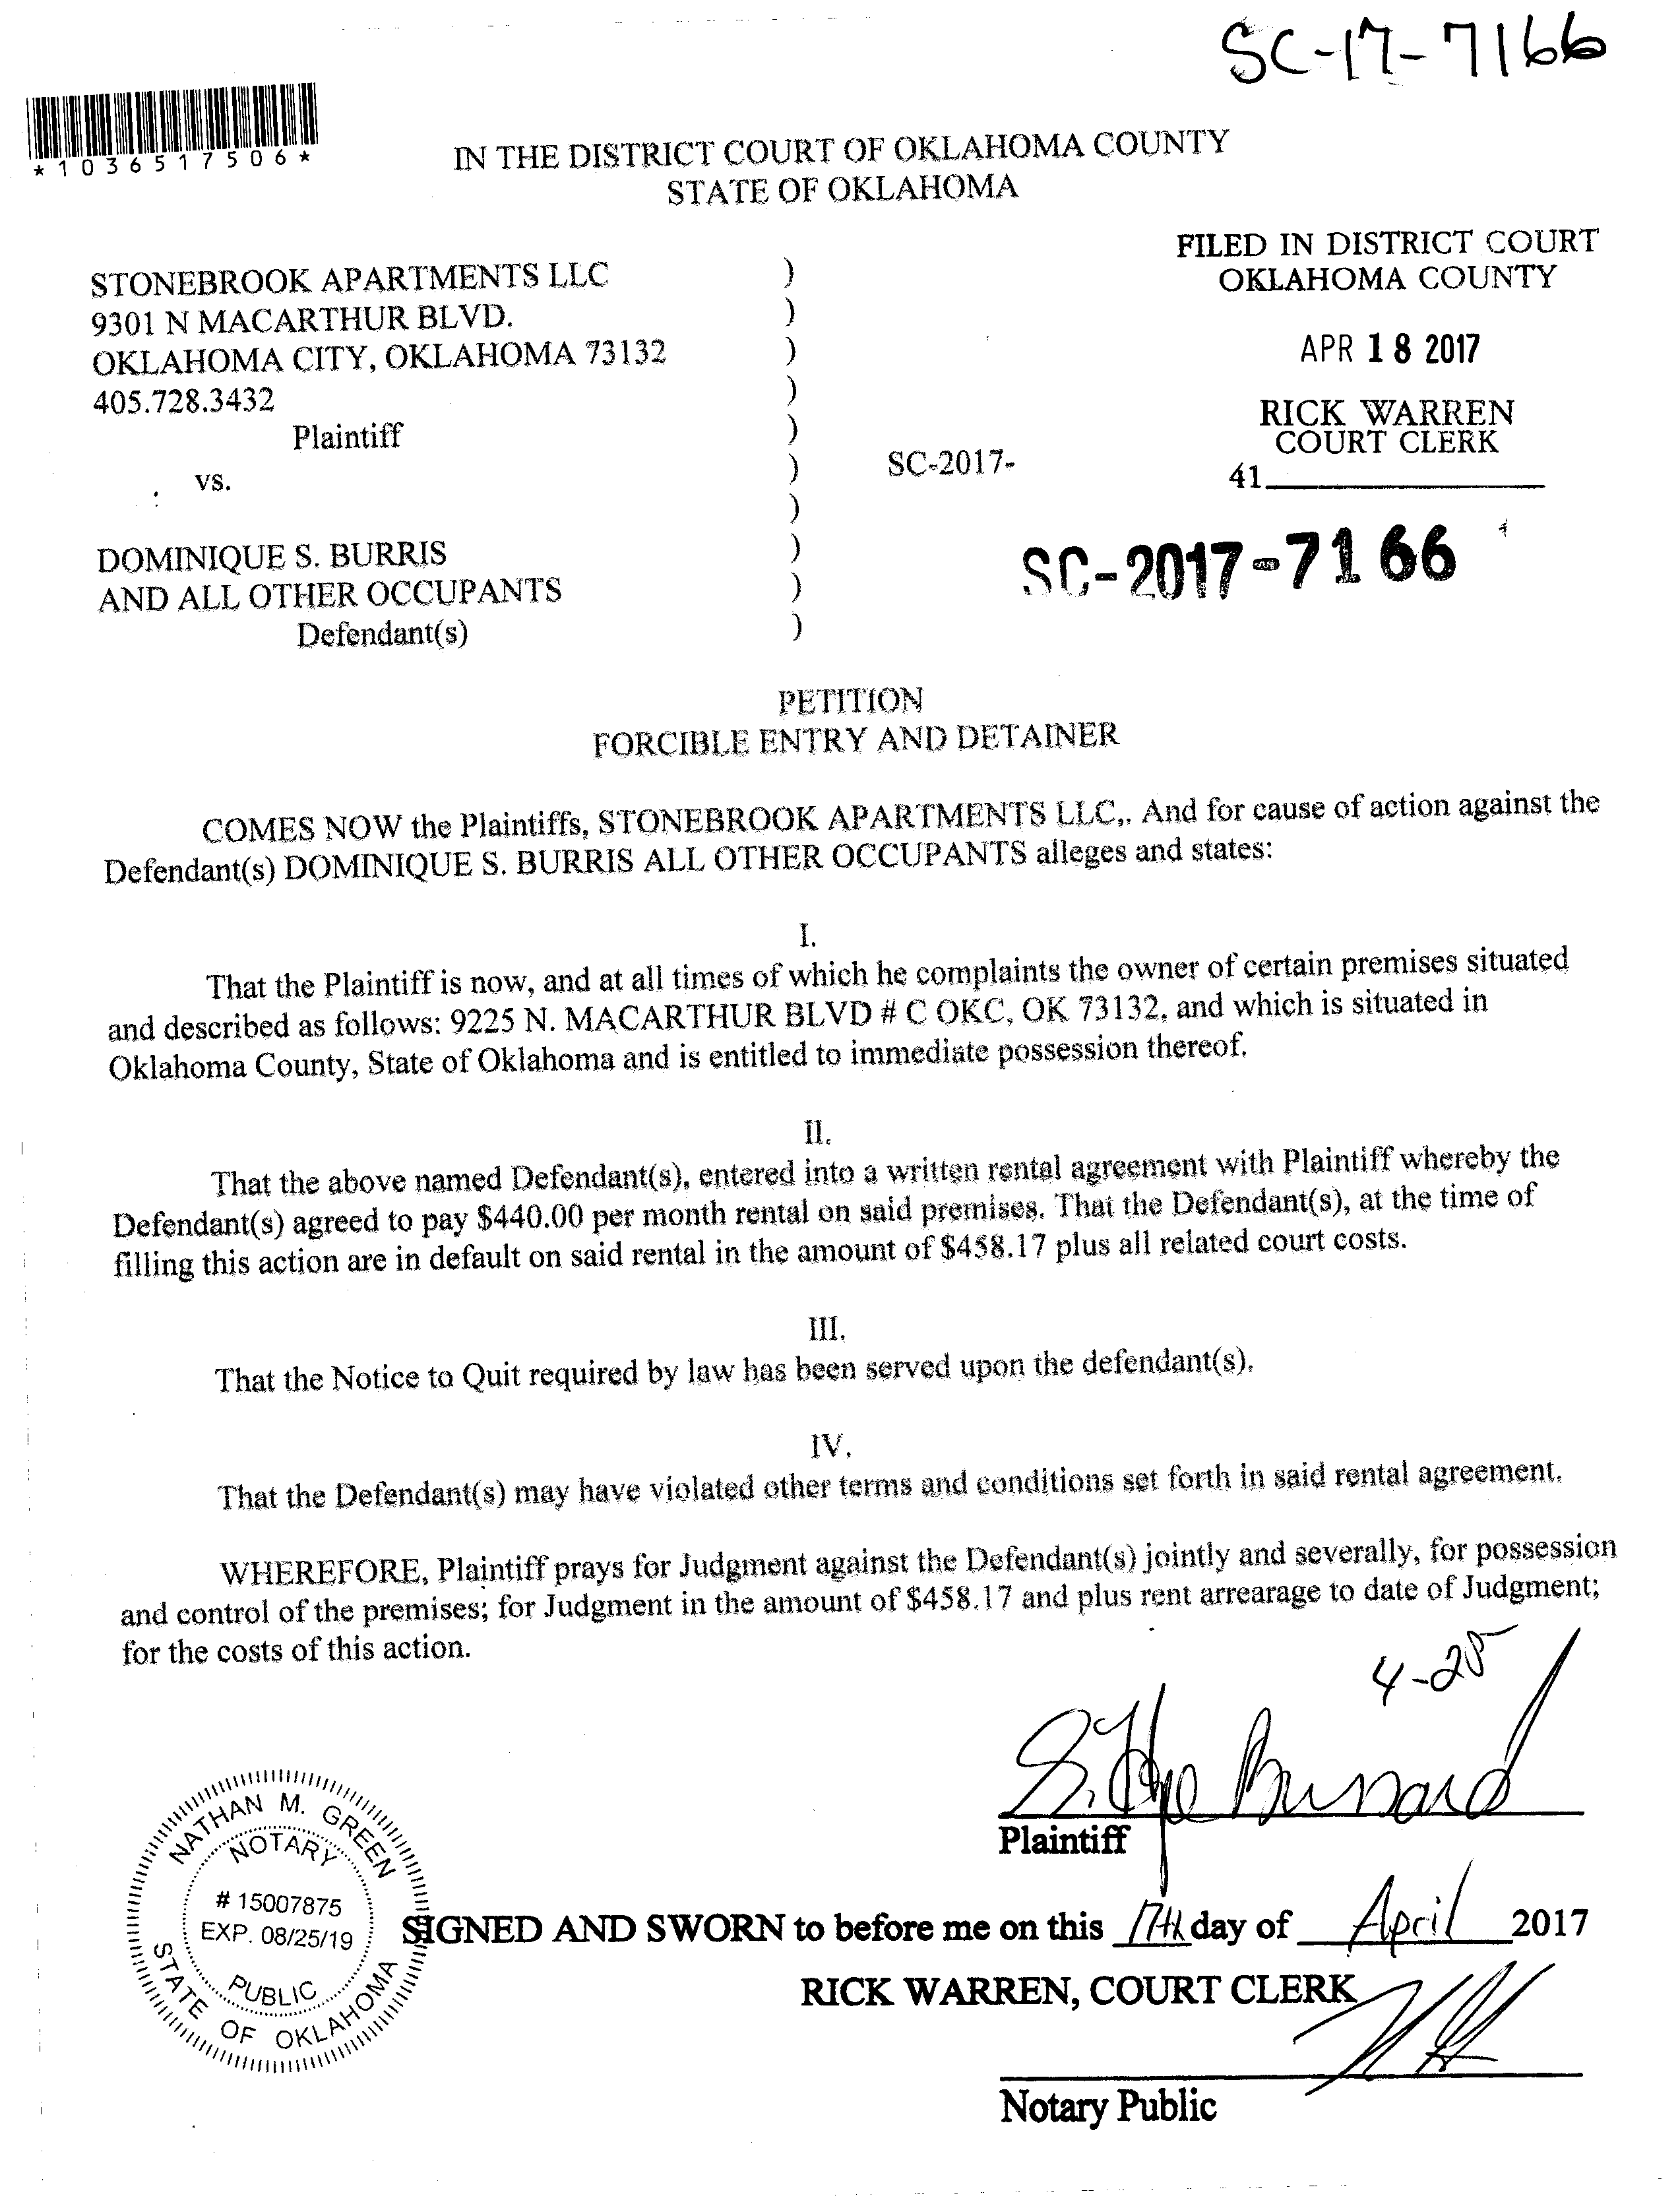 SC-17-7166
*1036517506*
IN THE DISTRICT COURT OF OKLAHOMA COUNTY
STATE OF OKLAHOMA
FILED IN DISTRICT COURT
OKLAHOMA COUNTY
STONEBROOK APARTMENTS LLC )
9301 N MACARTHUR BLVD. )
OKLAHOMA CITY, OKLAHOMA 73132 )
APR 18 2017
405.728.3432 )
RICK WARREN
COURT CLERK
Plaintiff )
vs. ) SC-2017-
41
)
DOMINIQUE S. BURRIS )
SC-2017-7166
AND ALL OTHER OCCUPANTS )
Defendant(s) )
PETITION
FORCIBLE ENTRY AND DETAINER
COMES NOW the Plaintiffs, STONEBROOK APARTMENTS LLC,. And for cause of action against the
Defendant(s) DOMINIQUE S. BURRIS ALL OTHER OCCUPANTS alleges and states:
I.
That the Plaintiff is now, and at all times of which he complaints the owner of certain premises situated
and described as follows: 9225 N. MACARTHUR BLVD # C OKC, OK 73132, and which is situated in
Oklahoma County, State of Oklahoma and is entitled to immediate possession thereof.
II.
That the above named Defendant(s), entered into a written rental agreement with Plaintiff whereby the
Defendant(s) agreed to pay $440.00 per month rental on said premises. That the Defendant(s), at the time of
filling this action are in default on said rental in the amount of $458.17 plus all related court costs.
III.
That the Notice to Quit required by law has been served upon the defendant(s).
IV.
That the Defendant(s) may have violated other terms and conditions set forth in said rental agreement.
WHEREFORE, Plaintiff prays for Judgment against the Defendant(s) jointly and severally, for possession
and control of the premises; for Judgment in the amount of $458.17 and plus rent arrearage to date of Judgment;
for the costs of this action.
Plaintiff
NATHAN M. GREEN
NOTARY
# 15007875
EXP. 08/25/19
PUBLIC
STATE OF OKLAHOMA
SIGNED AND SWORN to before me on this 17th day of April 2017
RICK WARREN, COURT CLERK
Notary Public